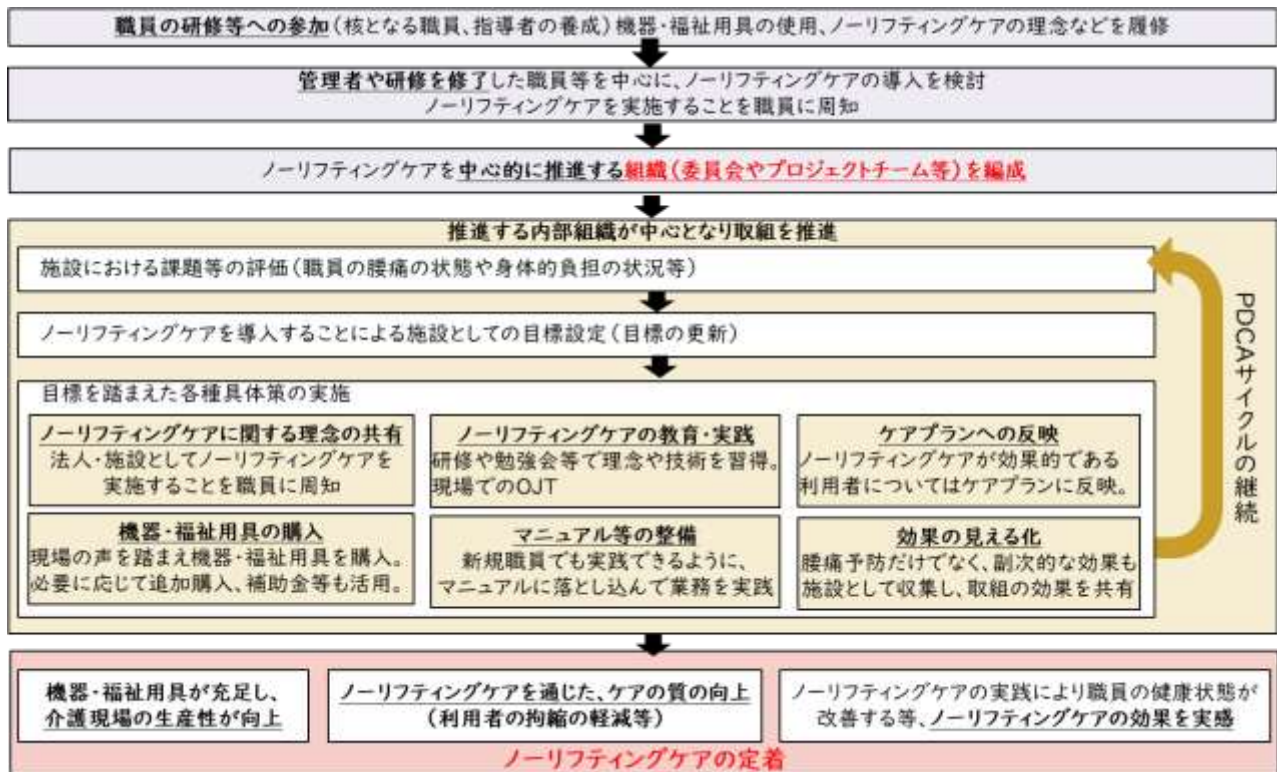 職員の研修等への参加(核となる職員、指導者の養成)機器・福祉用具の使用、ノーリフティングケアの理念などを履修
管理者や研修を修了した職員等を中心に、ノーリフティングケアの導入を検討
ノーリフティングケアを実施することを職員に周知
ノーリフティングケアを中心的に推進する組織(委員会やプロジェクトチーム等)を編成
推進する内部組織が中心となり取組を推進
施設における課題等の評価(職員の腰痛の状態や身体的負担の状況等)
ノーリフティングケアを導入することによる施設としての目標設定(目標の更新)
目標を踏まえた各種具体策の実施
ノーリフティングケアに関する理念の共有
法人・施設としてノーリフティングケアを
実施することを職員に周知
ノーリフティングケアの教育・実践
研修や勉強会等で理念や技術を習得。
現場でのOJT
ケアプランへの反映
ノーリフティングケアが効果的である
利用者についてはケアプランに反映。
機器・福祉用具の購入
現場の声を踏まえ機器・福祉用具を購入。
必要に応じて追加購入、補助金等も活用。
マニュアル等の整備
新規職員でも実践できるように、
マニュアルに落とし込んで業務を実践
効果の見える化
腰痛予防だけでなく、副次的な効果も
施設として収集し、取組の効果を共有
PDCAサイクルの継続
機器・福祉用具が充足し、
介護現場の生産性が向上
ノーリフティングケアを通じた、ケアの質の向上
(利用者の拘縮の軽減等)
ノーリフティングケアの実践により職員の健康状態が
改善する等、ノーリフティングケアの効果を実感
ノーリフティングケアの定着